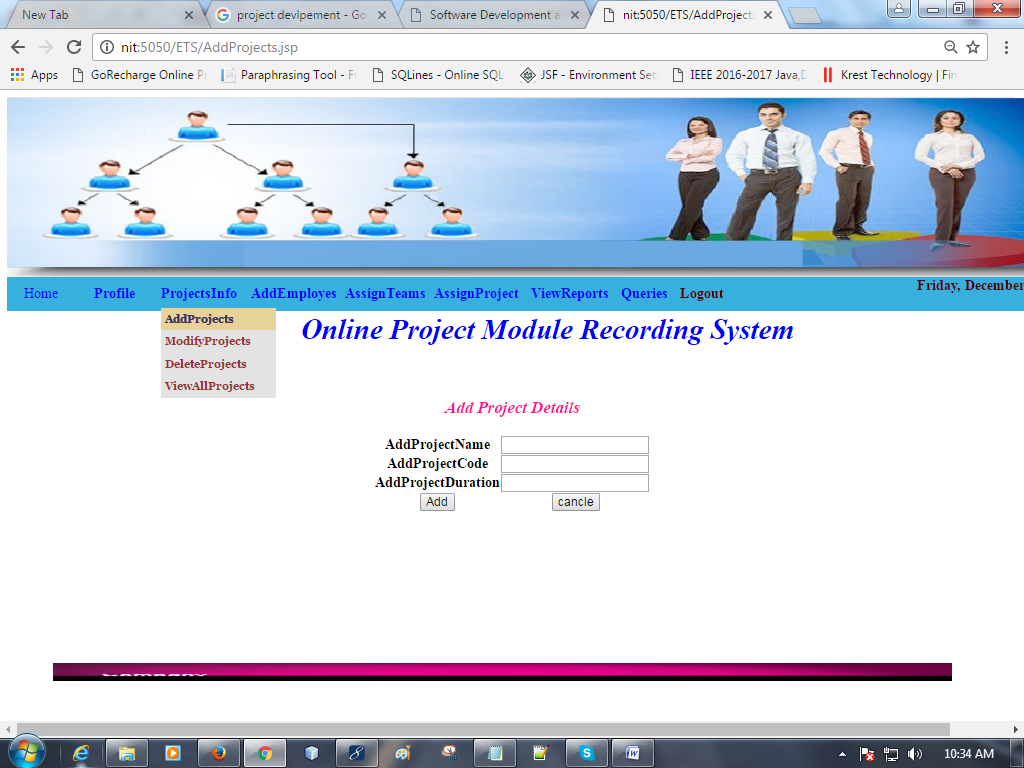 New Tab
project devlpement - Go
Software Development a
nit:5050/ETS/AddProjects
nit:5050/ETS/AddProjects.jsp
Apps
GoRecharge Online P
Paraphrasing Tool - F
SQLines - Online SQL
JSF - Environment Set
IEEE 2016-2017 Java,D
Krest Technology | Fin
Home Profile ProjectsInfo AddEmployes AssignTeams AssignProject ViewReports Queries Logout Friday, December
AddProjects
ModifyProjects
DeleteProjects
ViewAllProjects
Online Project Module Recording System
Add Project Details
AddProjectName
AddProjectCode
AddProjectDuration
Add cancle
10:34 AM